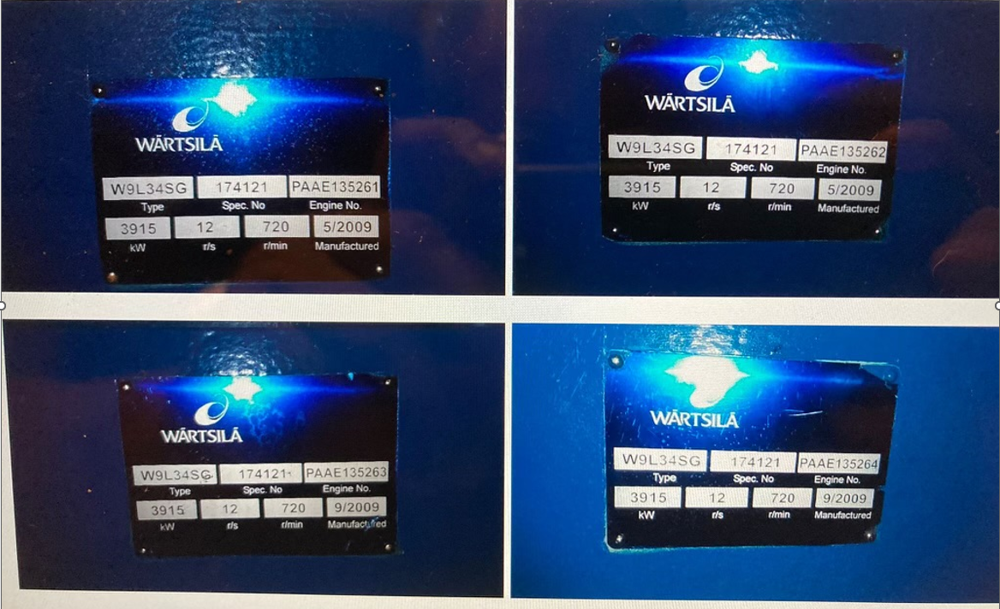 WÄRTSILÄ
W9L34SG 174121 PAAE135261
Type Spec. No Engine No.
3915 12 720 5/2009
kW r/s r/min Manufactured
WÄRTSILÄ
W9L34SG 174121 PAAE135262
Type Spec. No Engine No.
3915 12 720 5/2009
kW r/s r/min Manufactured
WÄRTSILÄ
W9L34SG 174121 PAAE135263
Type Spec. No Engine No.
3915 12 720 9/2009
kW r/s r/min Manufactured
WÄRTSILÄ
W9L34SG 174121 PAAE135264
Type Spec. No Engine No.
3915 12 720 9/2009
kW r/s r/min Manufactured